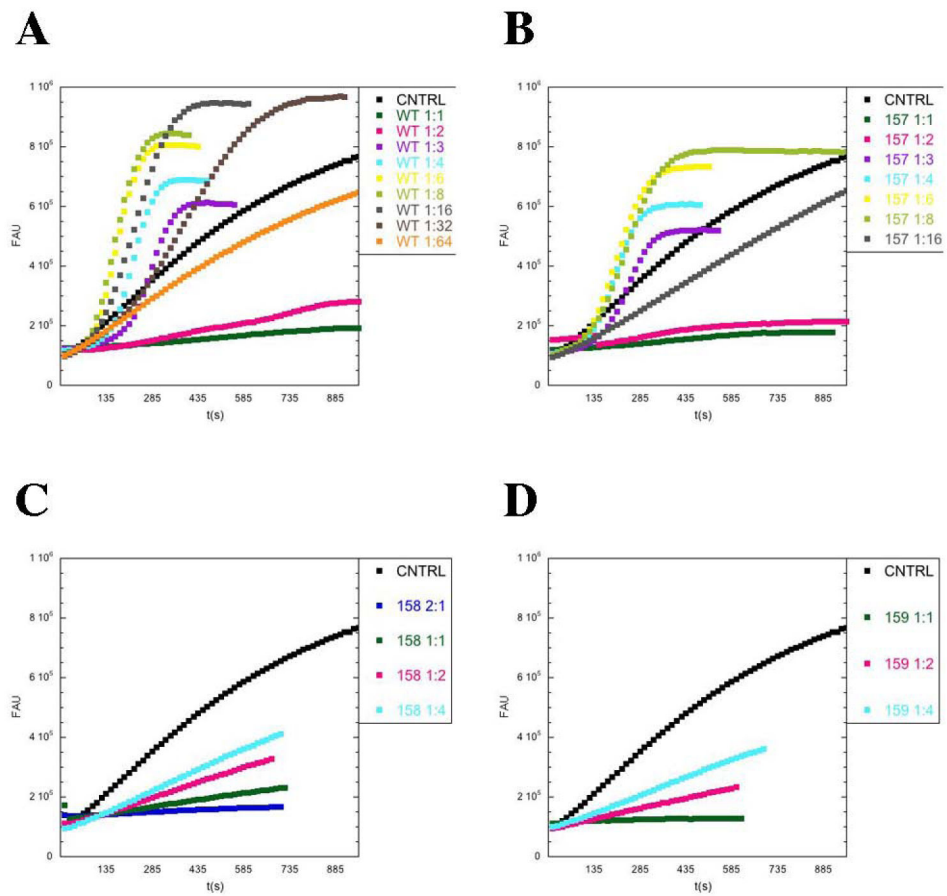 A
B
1 10⁶
8 10⁵
6 10⁵
4 10⁵
2 10⁵
0
FAU
135 285 435 585 735 885
t(s)
CNTRL
WT 1:1
WT 1:2
WT 1:3
WT 1:4
WT 1:6
WT 1:8
WT 1:16
WT 1:32
WT 1:64
1 10⁶
8 10⁵
6 10⁵
4 10⁵
2 10⁵
0
FAU
135 285 435 585 735 885
t(s)
CNTRL
157 1:1
157 1:2
157 1:3
157 1:4
157 1:6
157 1:8
157 1:16
C
D
1 10⁶
8 10⁵
6 10⁵
4 10⁵
2 10⁵
0
FAU
135 285 435 585 735 885
t(s)
CNTRL
158 2:1
158 1:1
158 1:2
158 1:4
1 10⁶
8 10⁵
6 10⁵
4 10⁵
2 10⁵
0
FAU
135 285 435 585 735 885
t(s)
CNTRL
159 1:1
159 1:2
159 1:4